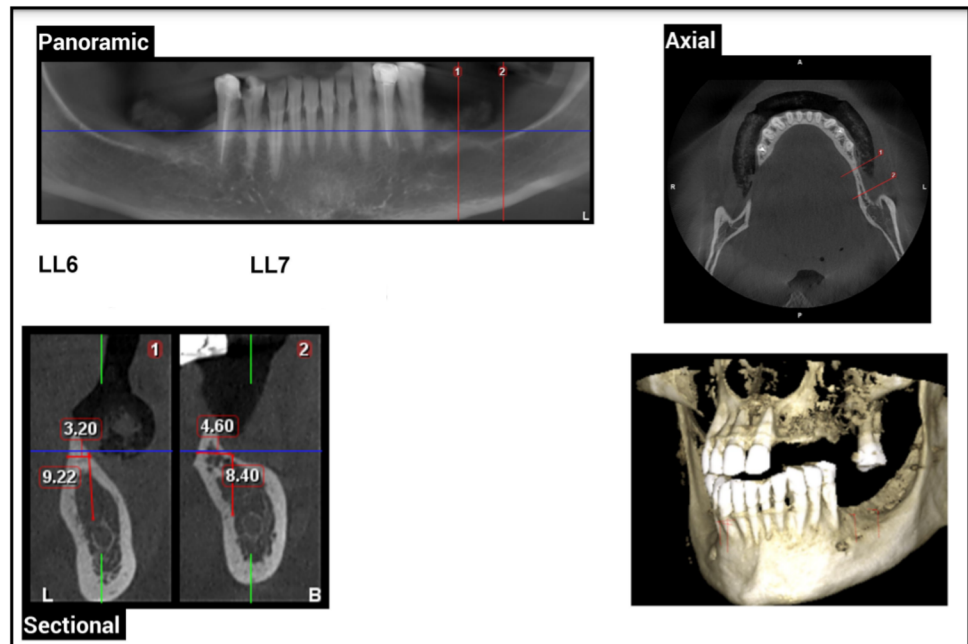 Panoramic
1 2
L
Axial
A
1
2
R L
P
LL6 LL7
1 2
3.20 4.60
9.22 8.40
L B
Sectional